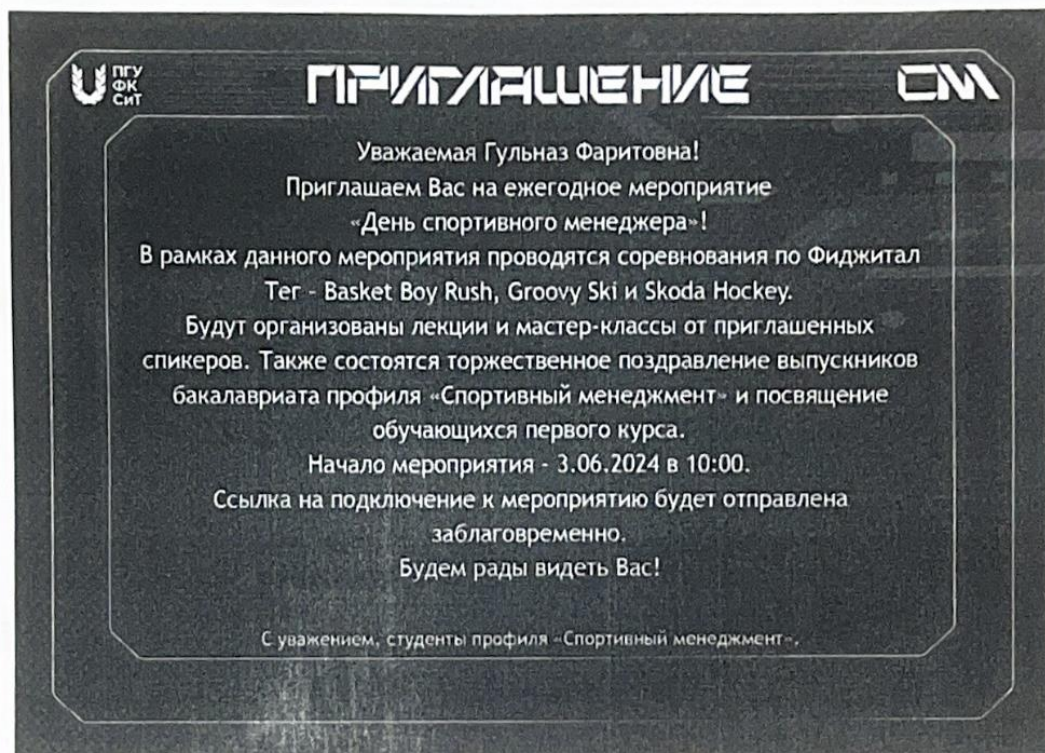 ПГУ
ФК
СиТ
ПРИГЛАШЕНИЕ
СМ
Уважаемая Гульназ Фаритовна!
Приглашаем Вас на ежегодное мероприятие
«День спортивного менеджера»!
В рамках данного мероприятия проводятся соревнования по Фиджитал
Тег - Basket Boy Rush, Groovy Ski и Skoda Hockey.
Будут организованы лекции и мастер-классы от приглашенных
спикеров. Также состоятся торжественное поздравление выпускников
бакалавриата профиля «Спортивный менеджмент» и посвящение
обучающихся первого курса.
Начало мероприятия - 3.06.2024 в 10:00.
Ссылка на подключение к мероприятию будет отправлена
заблаговременно.
Будем рады видеть Вас!
С уважением, студенты профиля «Спортивный менеджмент».